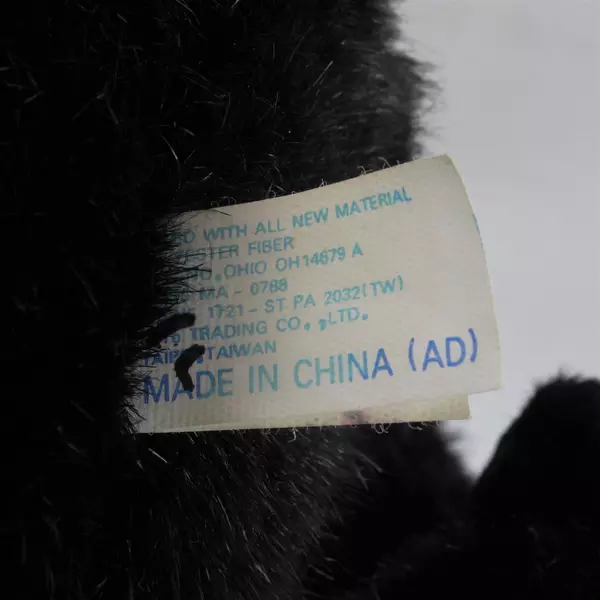 WITH ALL NEW MATERIAL
FIBER
OHIO OH14679 A
MA - 0788
1721 - ST PA 2032(TW)
TRADING CO., LTD.
TAIWAN
MADE IN CHINA (AD)